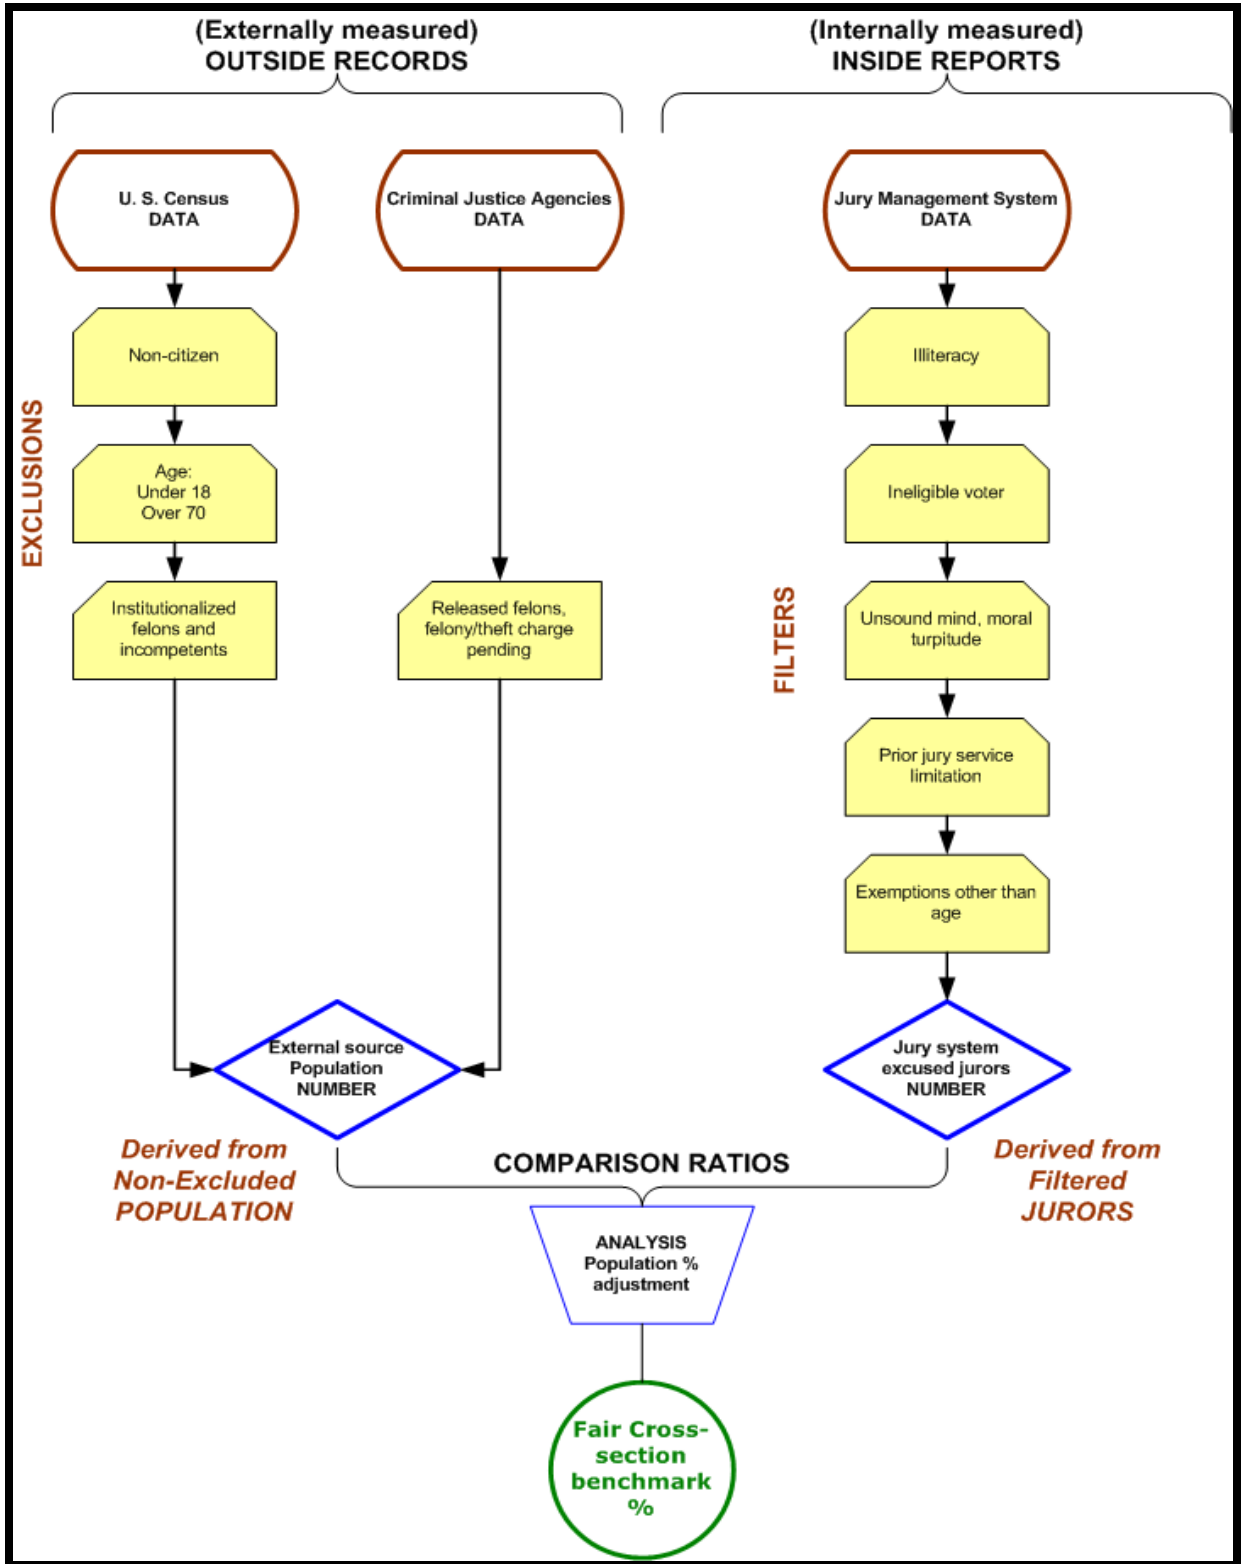 (Externally measured)
OUTSIDE RECORDS
(Internally measured)
INSIDE REPORTS
U. S. Census
DATA
Criminal Justice Agencies
DATA
Jury Management System
DATA
EXCLUSIONS
Non-citizen
Age:
Under 18
Over 70
Institutionalized
felons and
incompetents
Released felons,
felony/theft charge
pending
FILTERS
Illiteracy
Ineligible voter
Unsound mind, moral
turpitude
Prior jury service
limitation
Exemptions other than
age
External source
Population
NUMBER
Jury system
excused jurors
NUMBER
Derived from
Non-Excluded
POPULATION
COMPARISON RATIOS
Derived from
Filtered
JURORS
ANALYSIS
Population %
adjustment
Fair Cross-
section
benchmark
%